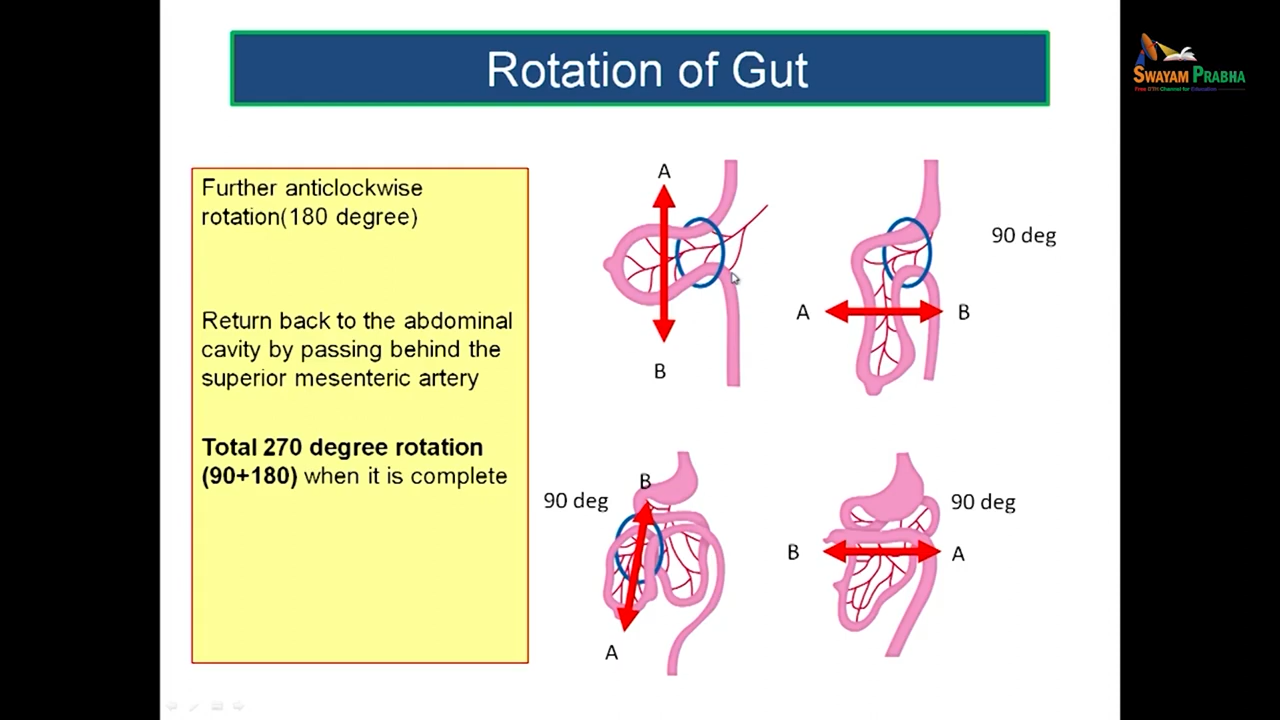 Rotation of Gut
SWAYAM PRABHA
Free DTH Channel for Education
Further anticlockwise
rotation(180 degree)
Return back to the abdominal
cavity by passing behind the
superior mesenteric artery
Total 270 degree rotation
(90+180) when it is complete
A
B
90 deg
A
B
90 deg
B
A
90 deg
B
A